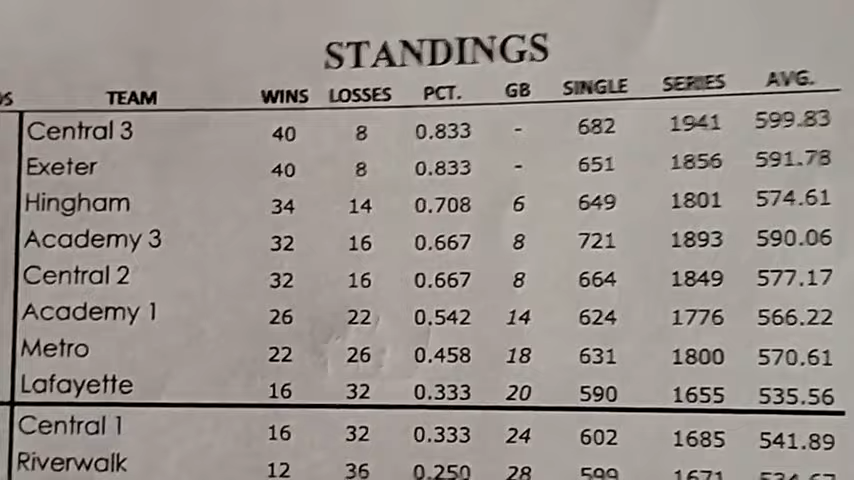 STANDINGS
TEAM WINS LOSSES PCT. GB SINGLE SERIES AVG.
Central 3 40 8 0.833 - 682 1941 599.83
Exeter 40 8 0.833 - 651 1856 591.78
Hingham 34 14 0.708 6 649 1801 574.61
Academy 3 32 16 0.667 8 721 1893 590.06
Central 2 32 16 0.667 8 664 1849 577.17
Academy 1 26 22 0.542 14 624 1776 566.22
Metro 22 26 0.458 18 631 1800 570.61
Lafayette 16 32 0.333 20 590 1655 535.56
Central 1 16 32 0.333 24 602 1685 541.89
Riverwalk 12 36 0.250 28 599 1671